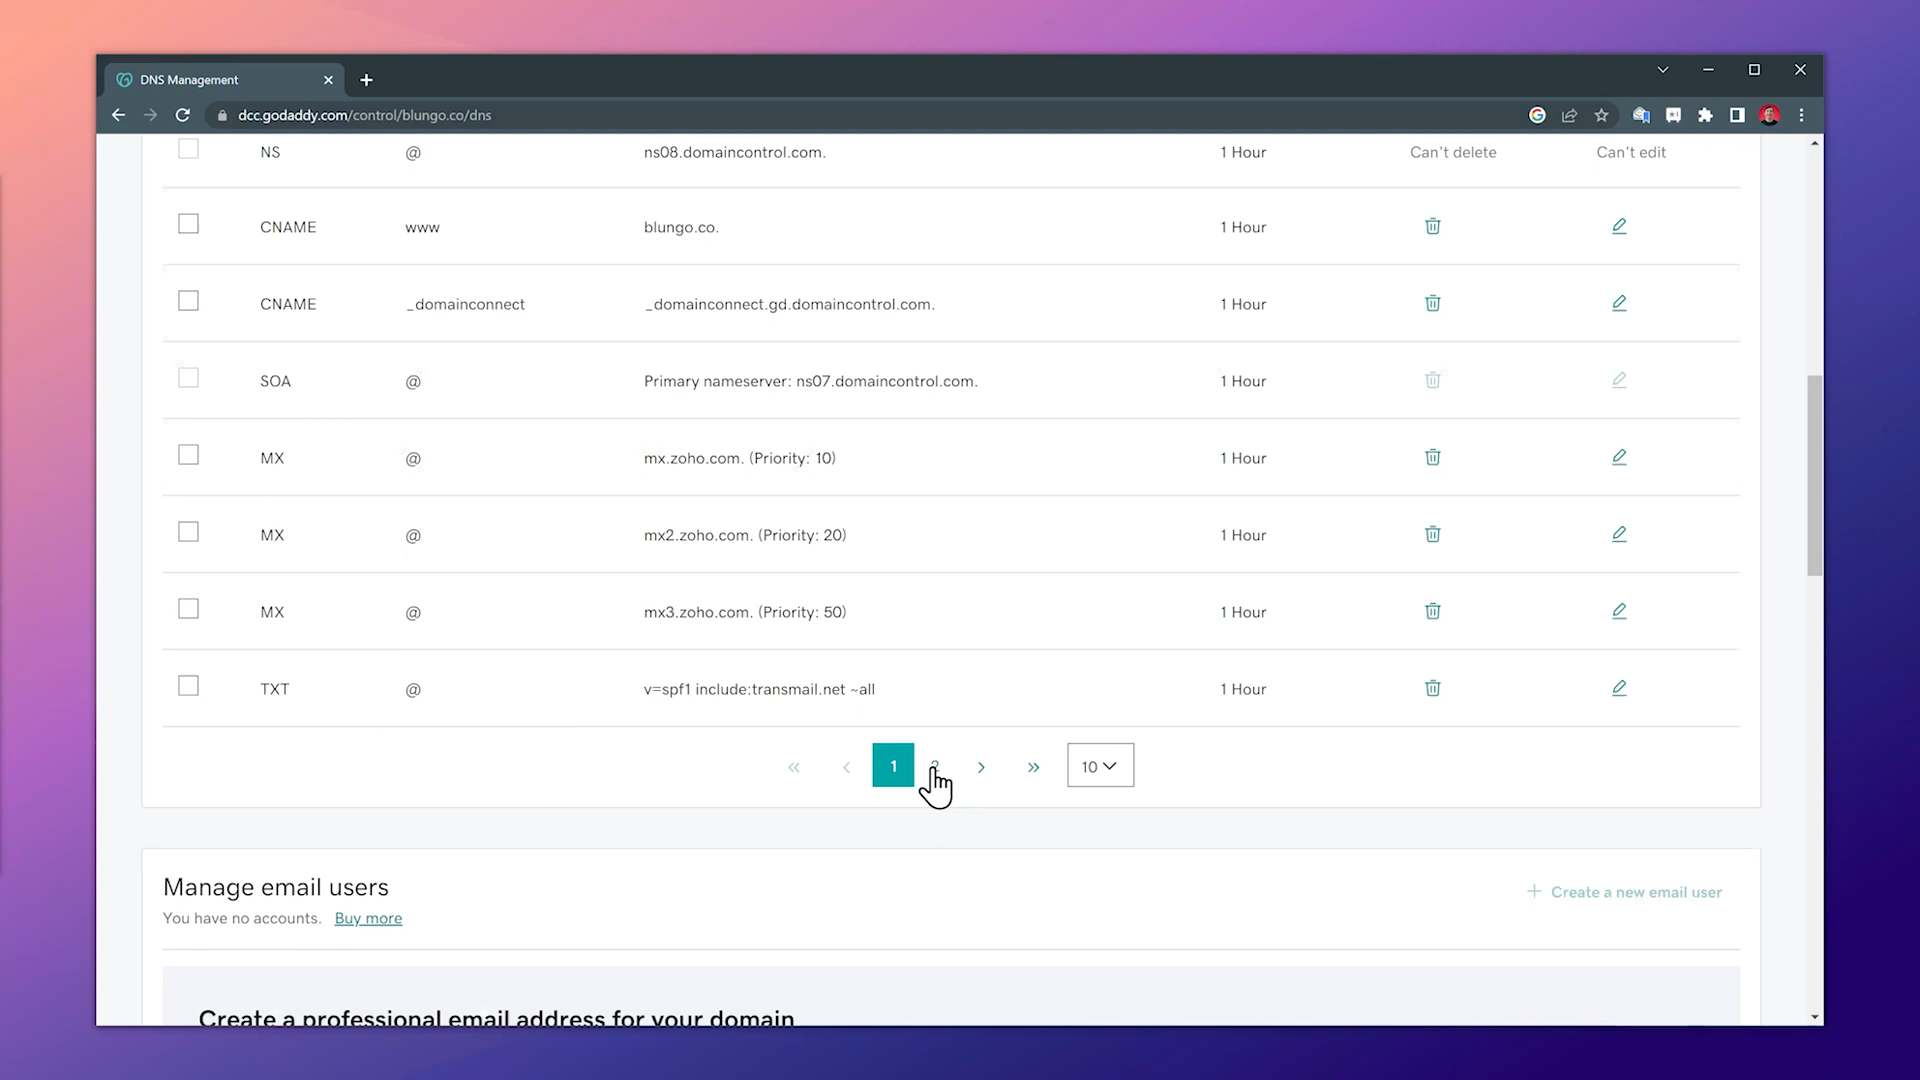 DNS Management
dcc.godaddy.com/control/blungo.co/dns
NS @ ns08.domaincontrol.com. 1 Hour Can't delete Can't edit
CNAME www blungo.co. 1 Hour
CNAME _domainconnect _domainconnect.gd.domaincontrol.com. 1 Hour
SOA @ Primary nameserver: ns07.domaincontrol.com. 1 Hour
MX @ mx.zoho.com. (Priority: 10) 1 Hour
MX @ mx2.zoho.com. (Priority: 20) 1 Hour
MX @ mx3.zoho.com. (Priority: 50) 1 Hour
TXT @ v=spf1 include:transmail.net ~all 1 Hour
« ‹ 1 2 › » 10
Manage email users
+ Create a new email user
You have no accounts. Buy more
Create a professional email address for your domain